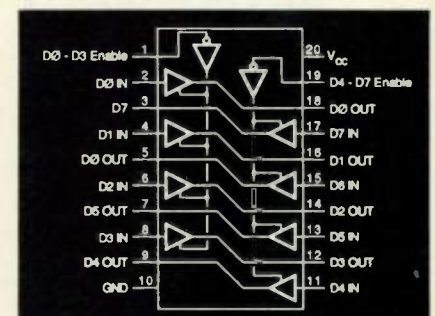 DØ - D3 Enable 1
DØ IN 2
D7 3
D1 IN 4
DØ OUT 5
D2 IN 6
D5 OUT 7
D3 IN 8
D4 OUT 9
GND 10
20 Vcc
19 D4 - D7 Enable
18 DØ OUT
17 D7 IN
16 D1 OUT
15 D6 IN
14 D2 OUT
13 D5 IN
12 D3 OUT
11 D4 IN